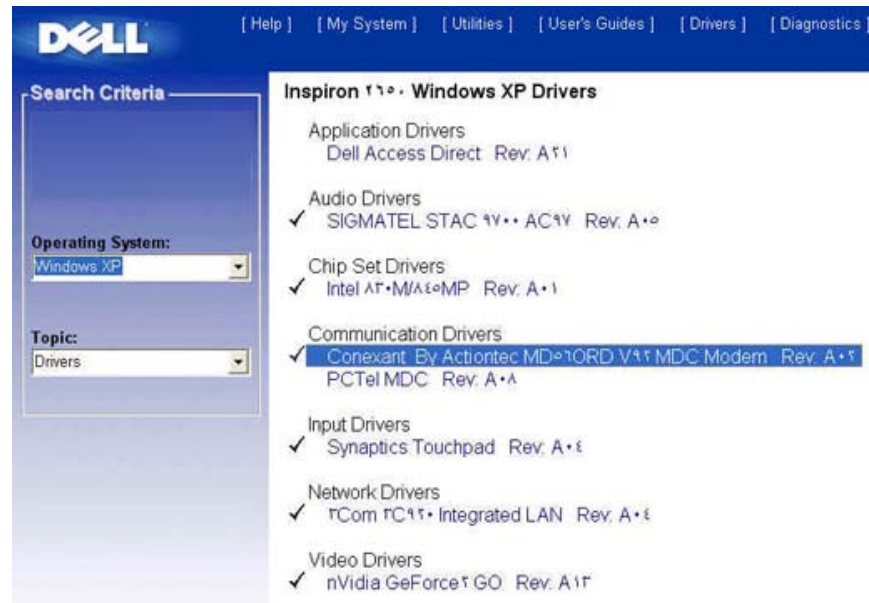 DELL
[ Help ] [ My System ] [ Utilities ] [ User's Guides ] [ Drivers ] [ Diagnostics ]
Search Criteria
Operating System:
Windows XP
Topic:
Drivers
Inspiron ٢٦٥٠ Windows XP Drivers
Application Drivers
Dell Access Direct Rev: A٢١
Audio Drivers
✓ SIGMATEL STAC ٩٧٠٠ AC٩٧ Rev: A٠٥
Chip Set Drivers
✓ Intel ٨٣٠M/٨٤٥MP Rev: A٠١
Communication Drivers
✓ Conexant By Actiontec MD٥٦ORD V٩٢ MDC Modem Rev: A٠٢
PCTel MDC Rev: A٠٨
Input Drivers
✓ Synaptics Touchpad Rev: A٠٤
Network Drivers
✓ ٣Com ٣C٩٢٠ Integrated LAN Rev: A٠٤
Video Drivers
✓ nVidia GeForce٢ GO Rev: A١٣